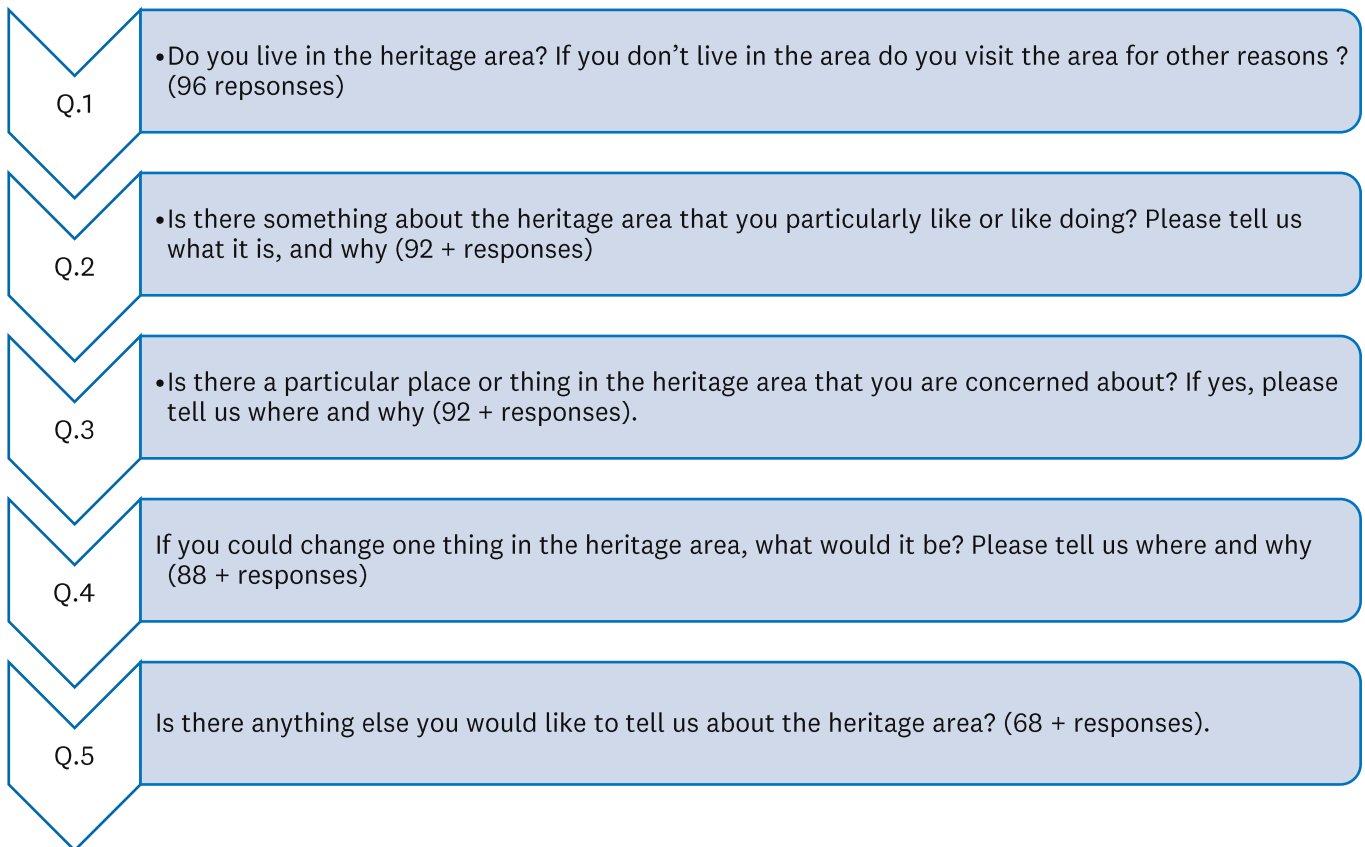 Q.1
•Do you live in the heritage area? If you don’t live in the area do you visit the area for other reasons ?
(96 repsonses)
Q.2
•Is there something about the heritage area that you particularly like or like doing? Please tell us
what it is, and why (92 + responses)
Q.3
•Is there a particular place or thing in the heritage area that you are concerned about? If yes, please
tell us where and why (92 + responses).
Q.4
If you could change one thing in the heritage area, what would it be? Please tell us where and why
(88 + responses)
Q.5
Is there anything else you would like to tell us about the heritage area? (68 + responses).